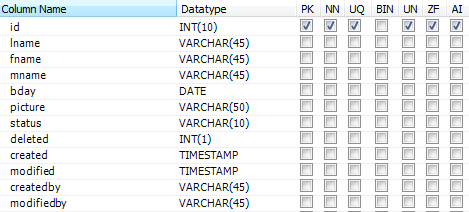 Column Name Datatype PK NN UQ BIN UN ZF AI
id INT(10)
lname VARCHAR(45)
fname VARCHAR(45)
mname VARCHAR(45)
bday DATE
picture VARCHAR(50)
status VARCHAR(10)
deleted INT(1)
created TIMESTAMP
modified TIMESTAMP
createdby VARCHAR(45)
modifiedby VARCHAR(45)